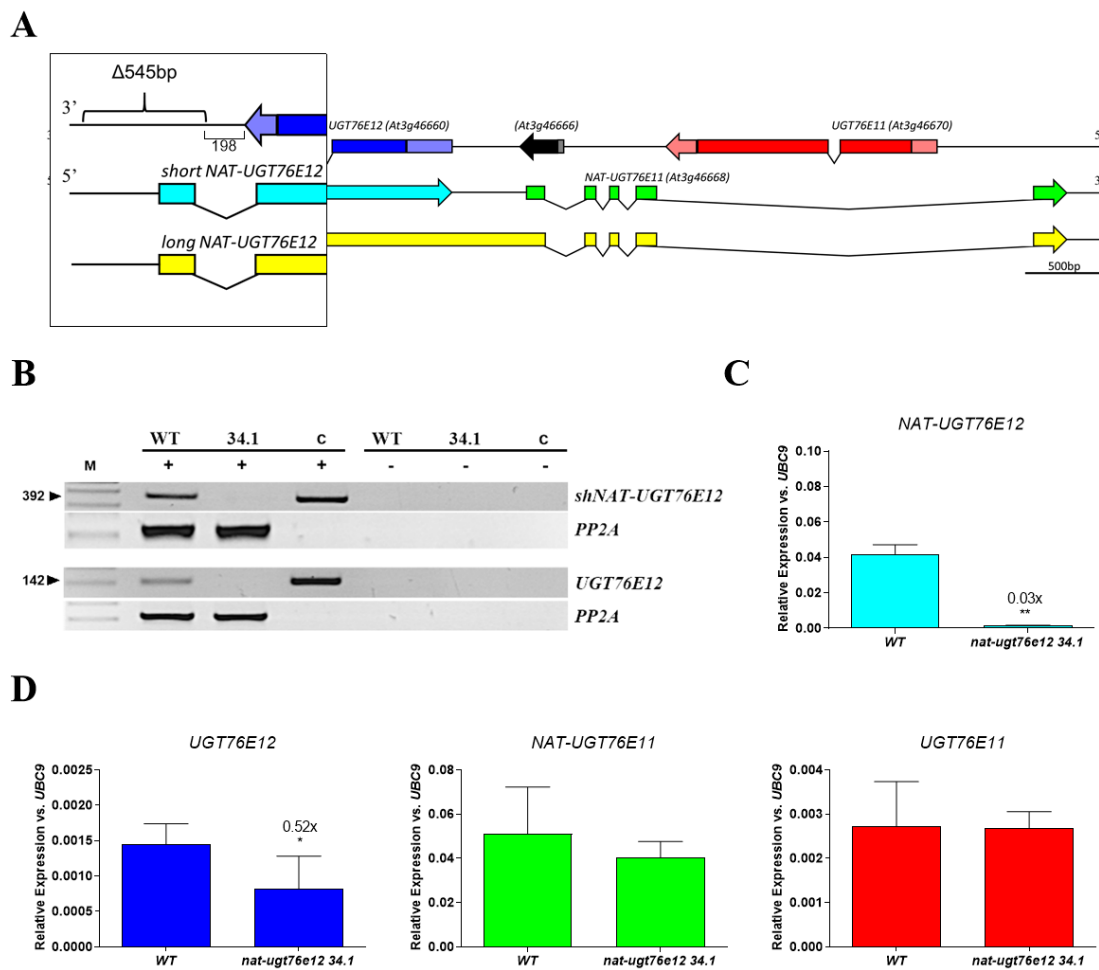 A
Δ545bp
3'
198
UGT76E12 (At3g46660)
(At3g46666)
UGT76E11 (At3g46670)
5
5'
short NAT-UGT76E12
NAT-UGT76E11 (At3g46668)
3
long NAT-UGT76E12
500bp
B
WT 34.1 C WT 34.1 C
M + + + - - -
392 shNAT-UGT76E12
PP2A
142 UGT76E12
PP2A
C
NAT-UGT76E12
Relative Expression vs. UBC9
0.10
0.08
0.06
0.04
0.02
0.00
0.03x
**
WT nat-ugt76e12 34.1
D
UGT76E12
Relative Expression vs. UBC9
0.0025
0.0020
0.0015
0.0010
0.0005
0.0000
0.52x
*
WT nat-ugt76e12 34.1
NAT-UGT76E11
Relative Expression vs. UBC9
0.08
0.06
0.04
0.02
0.00
WT nat-ugt76e12 34.1
UGT76E11
Relative Expression vs. UBC9
0.004
0.003
0.002
0.001
0.000
WT nat-ugt76e12 34.1